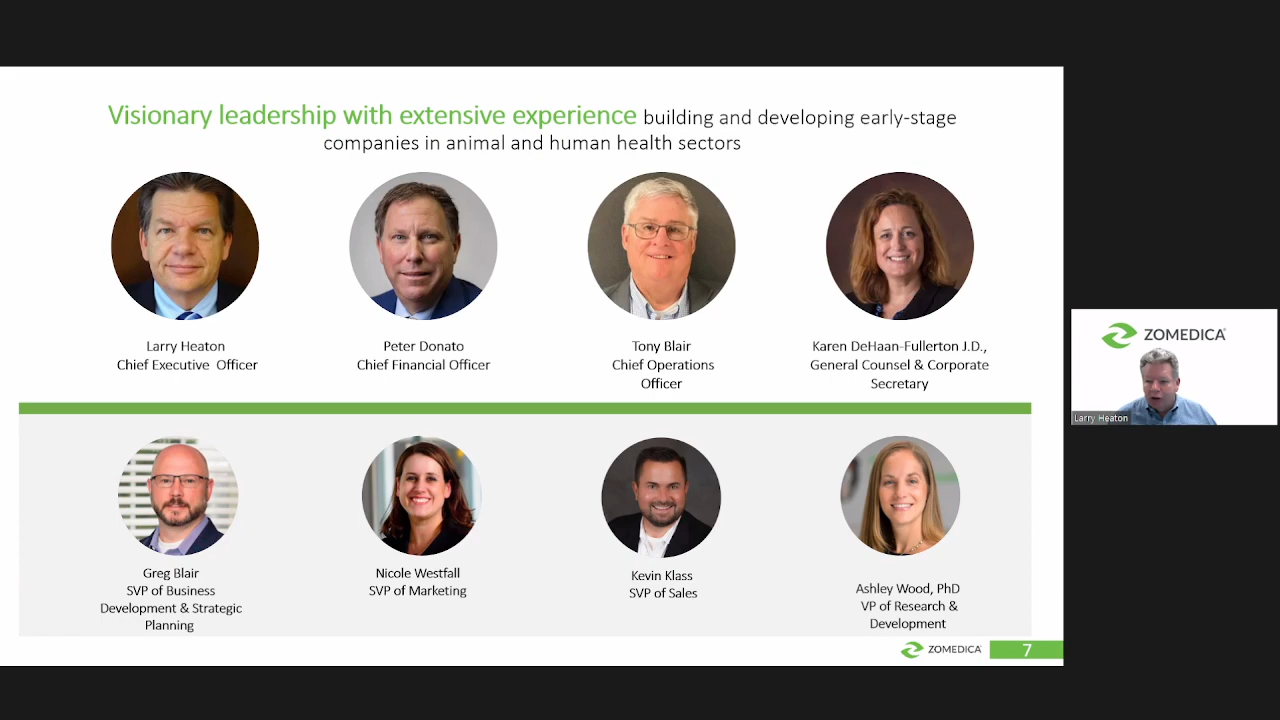 Visionary leadership with extensive experience building and developing early-stage
companies in animal and human health sectors
Larry Heaton
Chief Executive Officer
Peter Donato
Chief Financial Officer
Tony Blair
Chief Operations
Officer
Karen DeHaan-Fullerton J.D.,
General Counsel & Corporate
Secretary
Greg Blair
SVP of Business
Development & Strategic
Planning
Nicole Westfall
SVP of Marketing
Kevin Klass
SVP of Sales
Ashley Wood, PhD
VP of Research &
Development
ZOMEDICA
7
ZOMEDICA
Larry Heaton